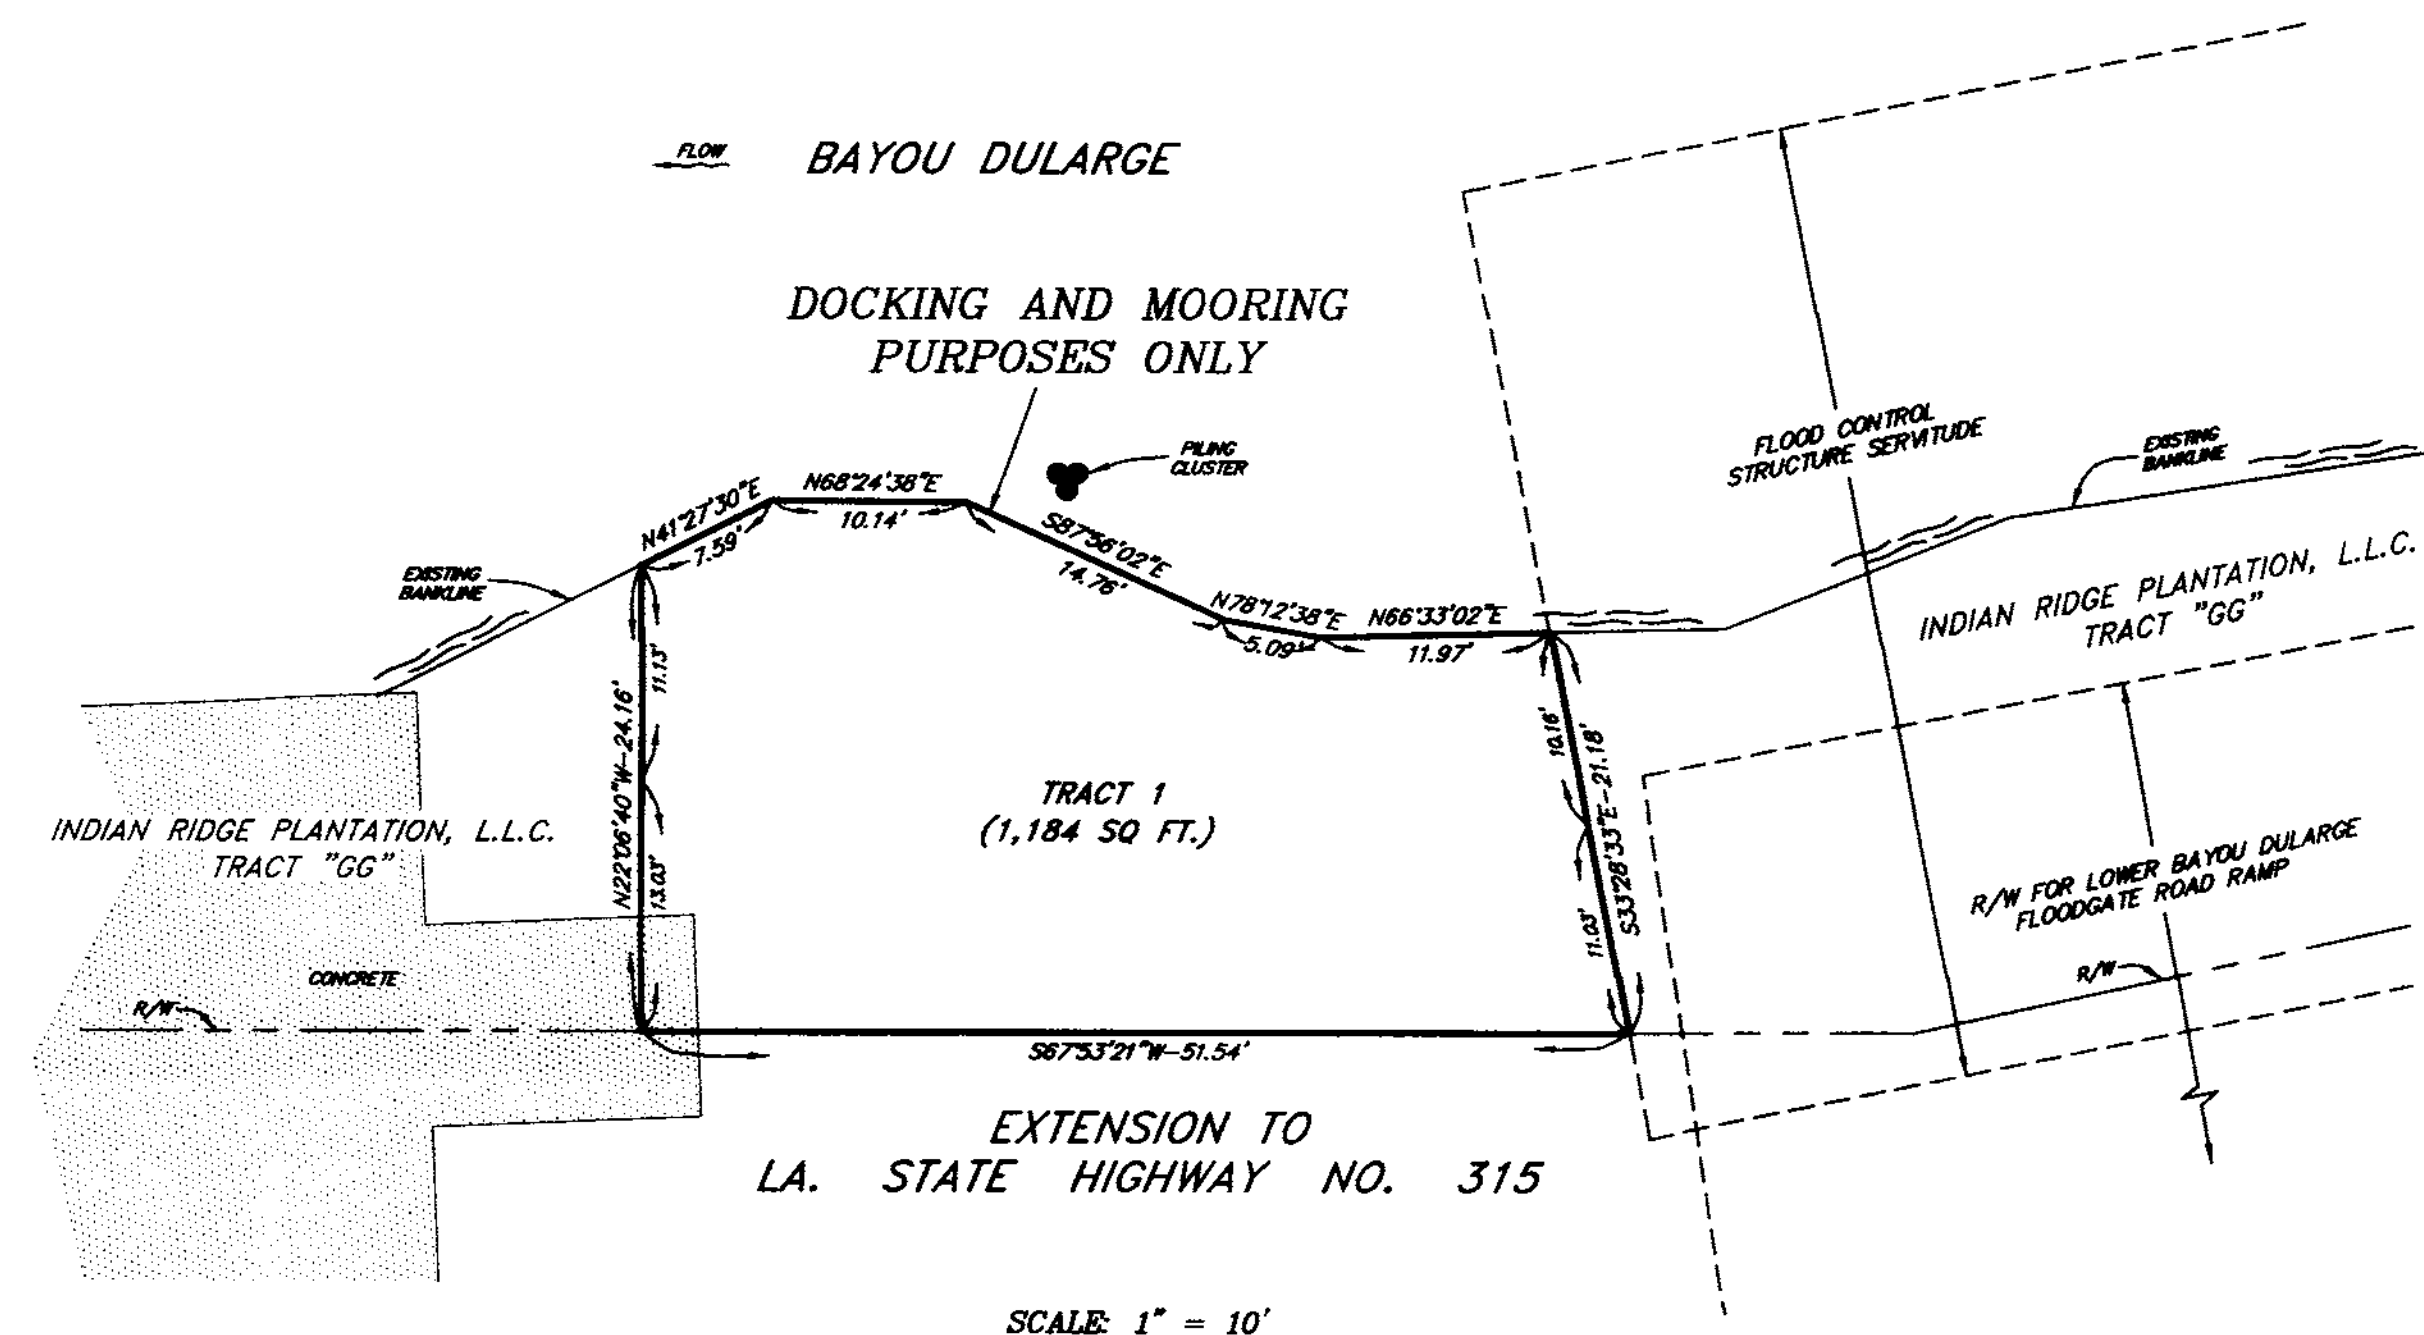 FLOW
BAYOU DULARGE
DOCKING AND MOORING
PURPOSES ONLY
PILING
CLUSTER
FLOOD CONTROL
STRUCTURE SERVITUDE
EXISTING
BANKLINE
N41°27'30"E
7.59'
N68°24'38"E
10.14'
S87°56'02"E
14.76'
N78°12'38"E
5.09'
N66°33'02"E
11.97'
EXISTING
BANKLINE
INDIAN RIDGE PLANTATION, L.L.C.
TRACT "GG"
N22°06'40"W-24.16'
11.13'
13.03'
10.16'
11.03'
S33°28'33"E-21.18'
TRACT 1
(1,184 SQ FT.)
INDIAN RIDGE PLANTATION, L.L.C.
TRACT "GG"
R/W FOR LOWER BAYOU DULARGE
FLOODGATE ROAD RAMP
R/W
CONCRETE
R/W
S67°53'21"W-51.54'
EXTENSION TO
LA. STATE HIGHWAY NO. 315
SCALE: 1" = 10'